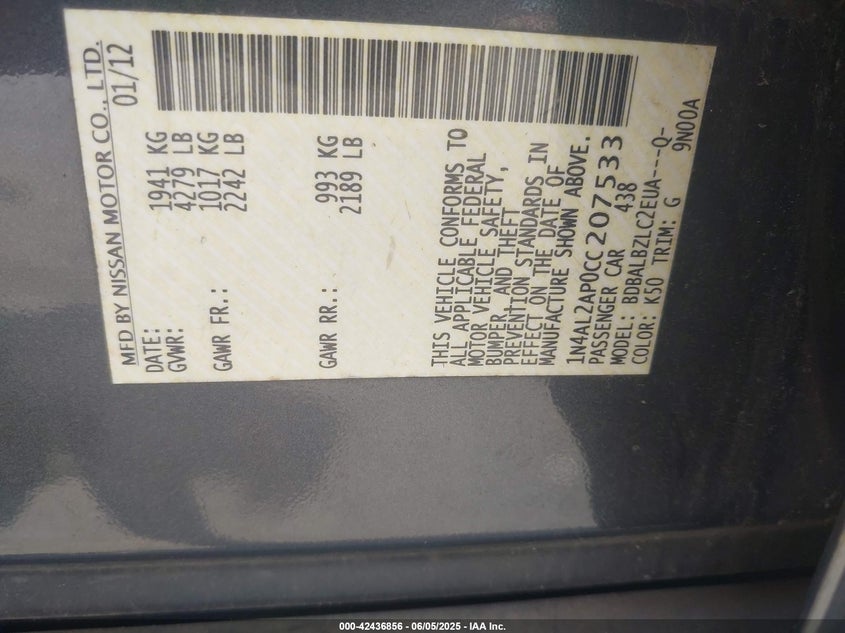 MFD BY NISSAN MOTOR CO., LTD.
DATE: 01/12
GVWR: 1941 KG
4279 LB
GAWR FR.: 1017 KG
2242 LB
GAWR RR.: 993 KG
2189 LB
THIS VEHICLE CONFORMS TO
ALL APPLICABLE FEDERAL
MOTOR VEHICLE SAFETY,
BUMPER, AND THEFT
PREVENTION STANDARDS IN
EFFECT ON THE DATE OF
MANUFACTURE SHOWN ABOVE.
1N4AL2AP0CC207533
PASSENGER CAR 438
MODEL: BDBALBZLC2EUA---Q-
COLOR: K50 TRIM: G 9N00A
000-42436856 - 06/05/2025 - IAA Inc.